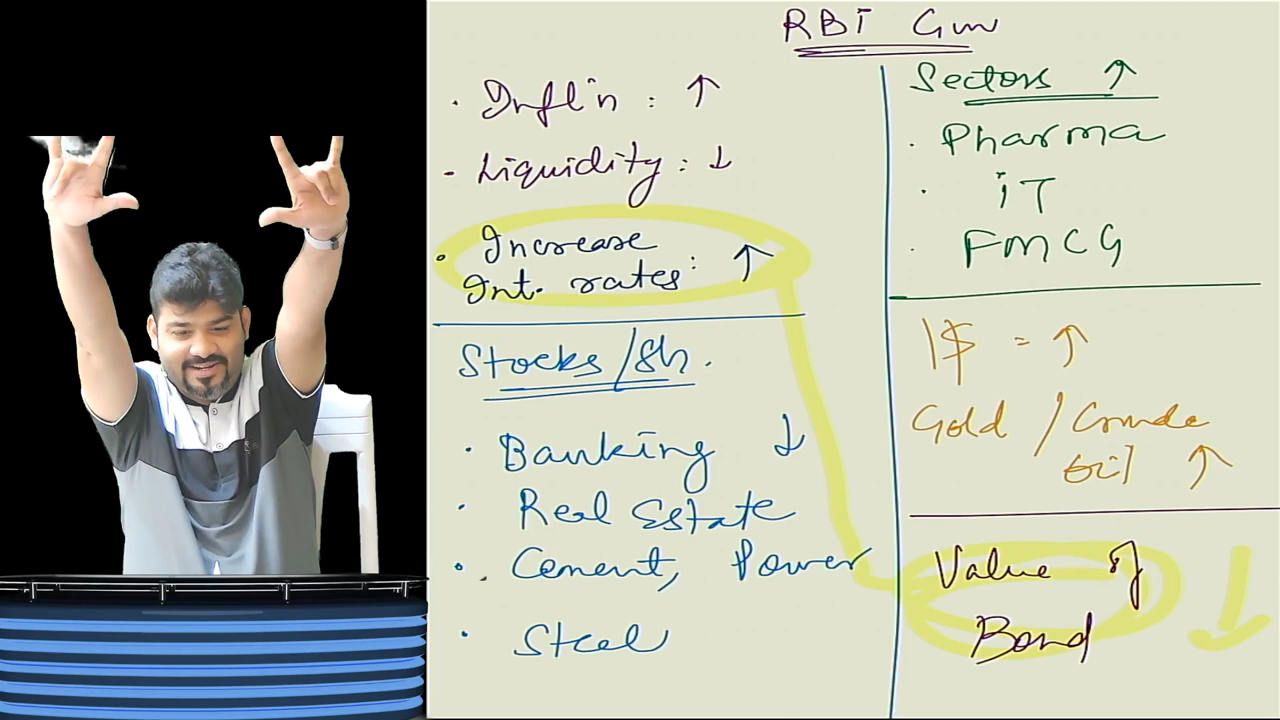 RBI Guv
. Infl'n : ↑
- Liquidity : ↓
. Increase
Int. rates : ↑
Stocks/Sh.
. Banking ↓
. Real Estate
. Cement, Power
. Steel
Sectors ↑
. Pharma
. IT
. FMCG
1$ = ↑
Gold / Crude
oil ↑
Value of
Bond ↓